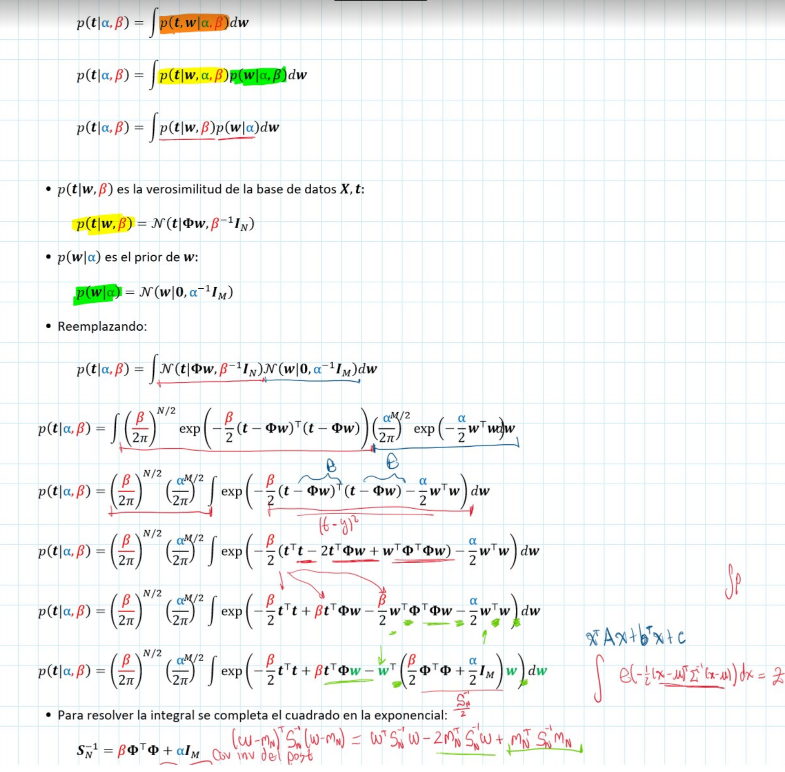 p(t|α, β) = ∫ p(t, w|α, β)dw
p(t|α, β) = ∫ p(t|w, α, β)p(w|α, β)dw
p(t|α, β) = ∫ p(t|w, β)p(w|α)dw
• p(t|w, β) es la verosimilitud de la base de datos X, t:
p(t|w, β) = 𝒩(t|Φw, β⁻¹I_N)
• p(w|α) es el prior de w:
p(w|α) = 𝒩(w|0, α⁻¹I_M)
• Reemplazando:
p(t|α, β) = ∫ 𝒩(t|Φw, β⁻¹I_N)𝒩(w|0, α⁻¹I_M)dw
p(t|α, β) = ∫ (β/2π)^{N/2} exp(−β/2 (t − Φw)ᵀ(t − Φw)) (α/2π)^{M/2} exp(−α/2 wᵀw)dw
p(t|α, β) = (β/2π)^{N/2} (α/2π)^{M/2} ∫ exp(−β/2 (t − Φw)ᵀ(t − Φw) − α/2 wᵀw) dw
(t-y)²
p(t|α, β) = (β/2π)^{N/2} (α/2π)^{M/2} ∫ exp(−β/2 (tᵀt − 2tᵀΦw + wᵀΦᵀΦw) − α/2 wᵀw) dw
∫p
p(t|α, β) = (β/2π)^{N/2} (α/2π)^{M/2} ∫ exp(−β/2 tᵀt + βtᵀΦw − β/2 wᵀΦᵀΦw − α/2 wᵀw) dw
xᵀAx+bᵀx+c
p(t|α, β) = (β/2π)^{N/2} (α/2π)^{M/2} ∫ exp(−β/2 tᵀt + βtᵀΦw − wᵀ(β/2 ΦᵀΦ + α/2 I_M) w) dw
∫ e(-½(x-μ)ᵀΣ⁻¹(x-μ))dx = z
S_N⁻¹/2
• Para resolver la integral se completa el cuadrado en la exponencial:
(w-m_N)ᵀS_N⁻¹(w-m_N) = wᵀS_N⁻¹w - 2m_NᵀS_N⁻¹w + m_NᵀS_N⁻¹m_N
S_N⁻¹ = βΦᵀΦ + αI_M
Cov inv del post